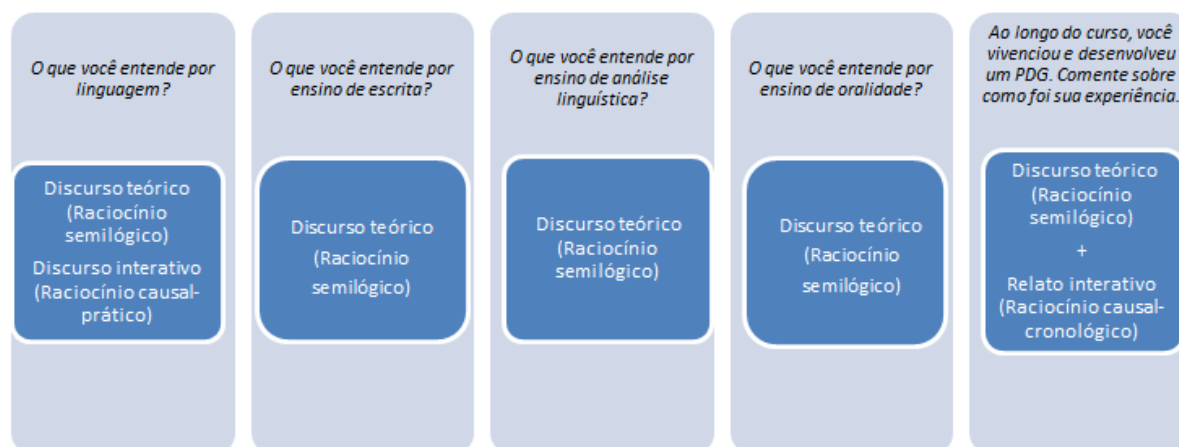 O que você entende por
linguagem?
Discurso teórico
(Raciocínio
semilógico)
Discurso interativo
(Raciocínio causal-
prático)
O que você entende por
ensino de escrita?
Discurso teórico
(Raciocínio
semilógico)
O que você entende por
ensino de análise
linguística?
Discurso teórico
(Raciocínio
semilógico)
O que você entende por
ensino de oralidade?
Discurso teórico
(Raciocínio
semilógico)
Ao longo do curso, você
vivenciou e desenvolveu
um PDG. Comente sobre
como foi sua experiência.
Discurso teórico
(Raciocínio
semilógico)
+
Relato interativo
(Raciocínio causal-
cronológico)